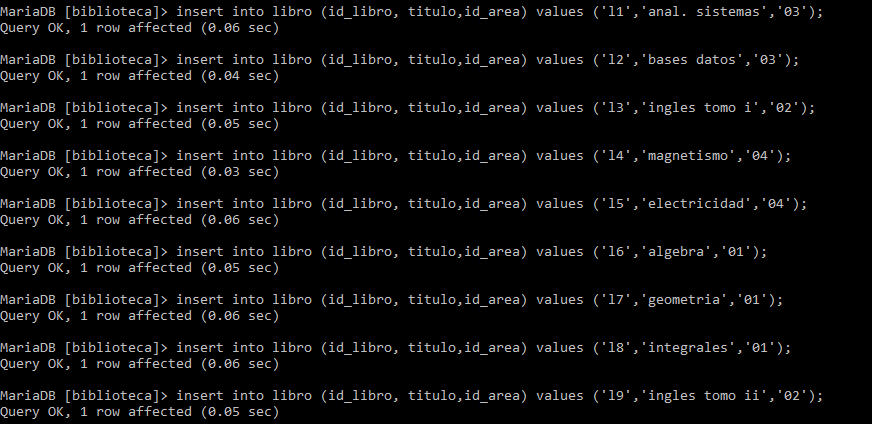 MariaDB [biblioteca]> insert into libro (id_libro, titulo,id_area) values ('l1','anal. sistemas','03');
Query OK, 1 row affected (0.06 sec)
MariaDB [biblioteca]> insert into libro (id_libro, titulo,id_area) values ('l2','bases datos','03');
Query OK, 1 row affected (0.04 sec)
MariaDB [biblioteca]> insert into libro (id_libro, titulo,id_area) values ('l3','ingles tomo i','02');
Query OK, 1 row affected (0.05 sec)
MariaDB [biblioteca]> insert into libro (id_libro, titulo,id_area) values ('l4','magnetismo','04');
Query OK, 1 row affected (0.03 sec)
MariaDB [biblioteca]> insert into libro (id_libro, titulo,id_area) values ('l5','electricidad','04');
Query OK, 1 row affected (0.06 sec)
MariaDB [biblioteca]> insert into libro (id_libro, titulo,id_area) values ('l6','algebra','01');
Query OK, 1 row affected (0.05 sec)
MariaDB [biblioteca]> insert into libro (id_libro, titulo,id_area) values ('l7','geometria','01');
Query OK, 1 row affected (0.06 sec)
MariaDB [biblioteca]> insert into libro (id_libro, titulo,id_area) values ('l8','integrales','01');
Query OK, 1 row affected (0.06 sec)
MariaDB [biblioteca]> insert into libro (id_libro, titulo,id_area) values ('l9','ingles tomo ii','02');
Query OK, 1 row affected (0.05 sec)